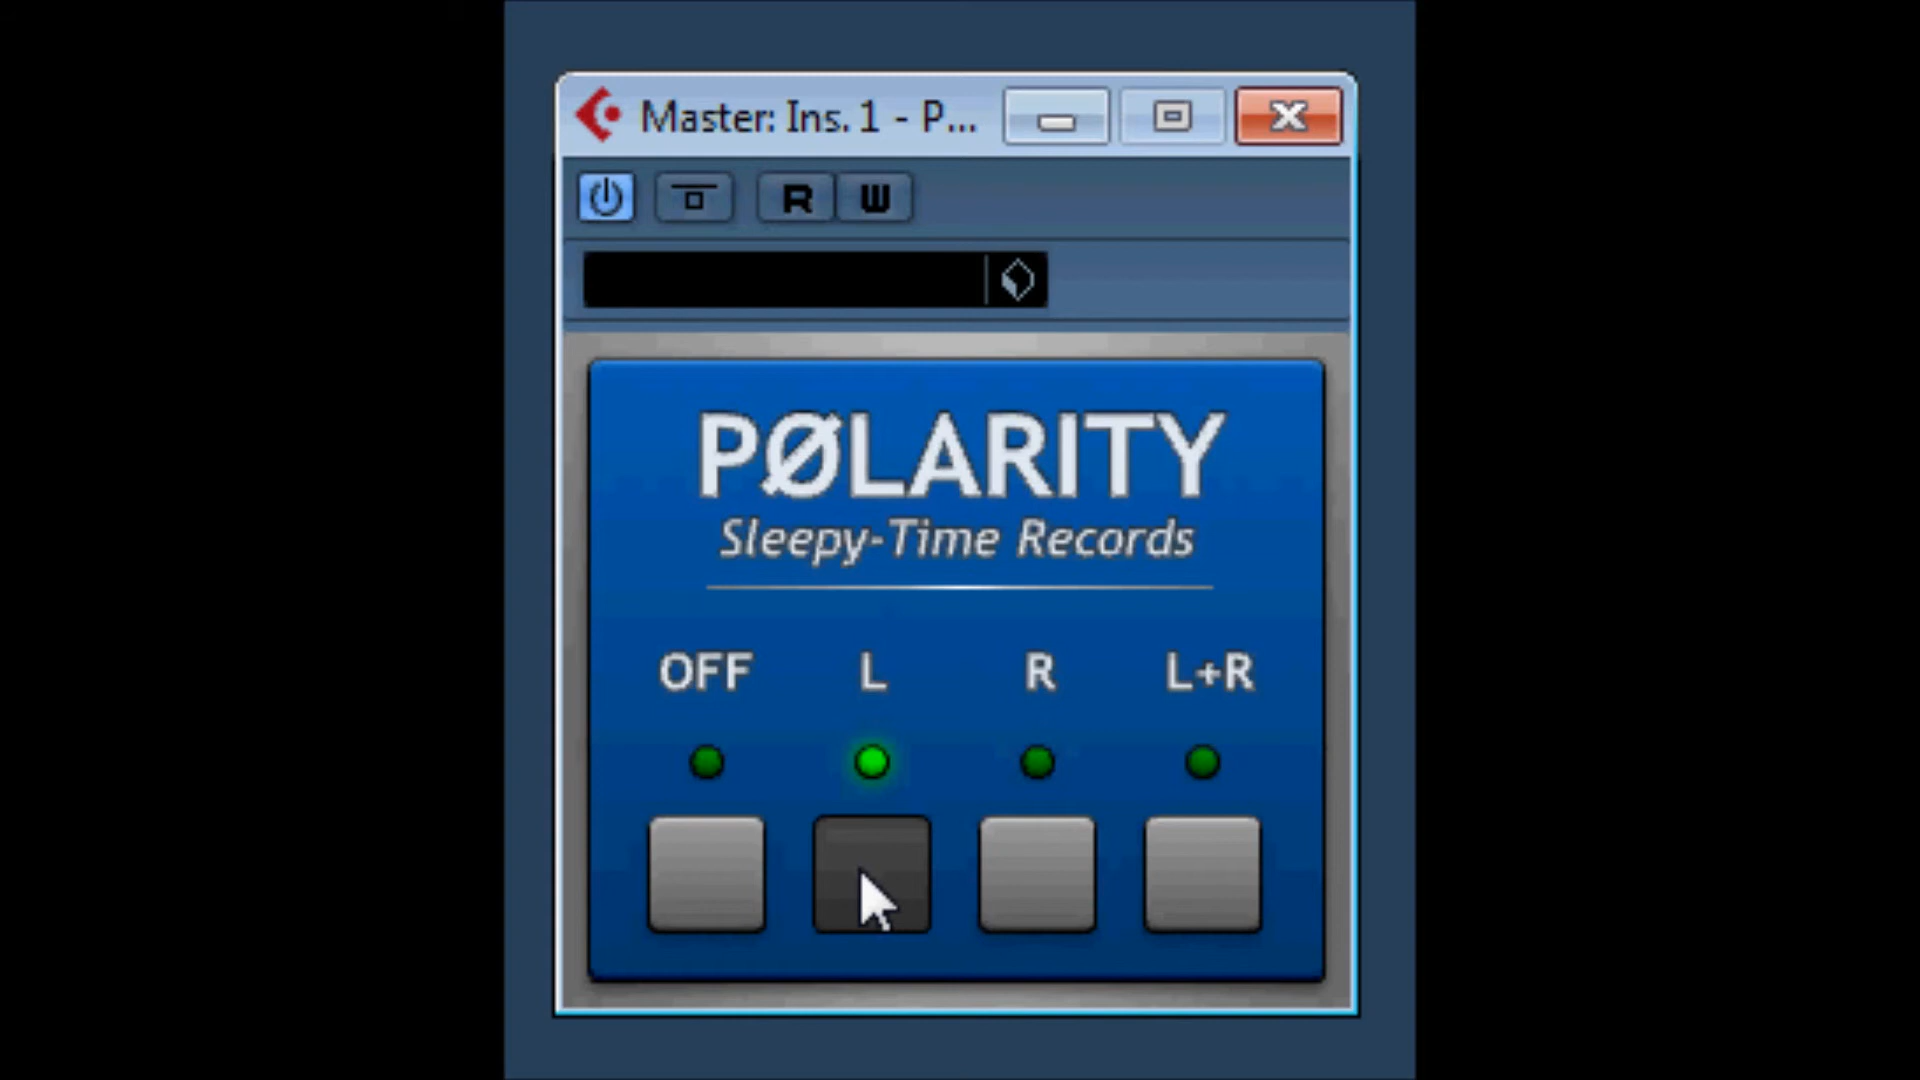 Master: Ins. 1 - P...
R W
PØLARITY
Sleepy-Time Records
OFF L R L+R